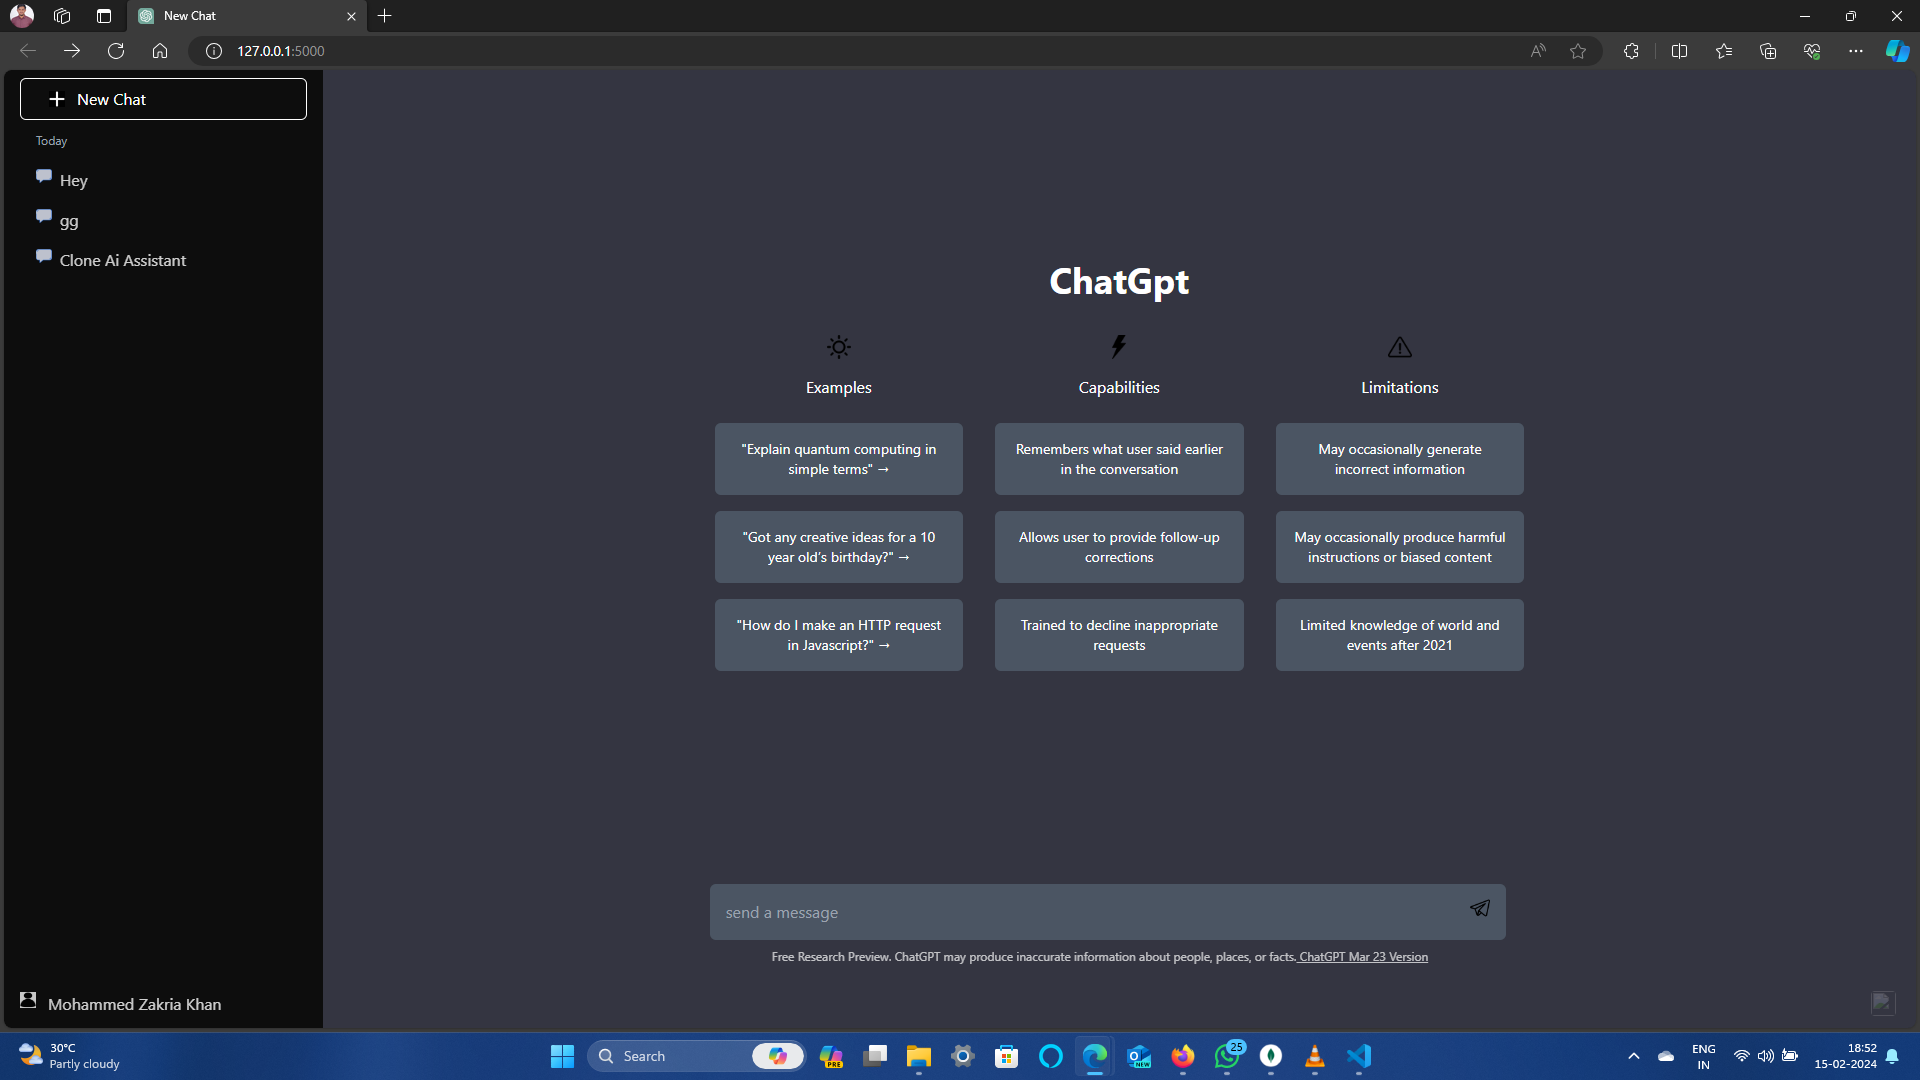 New Chat
127.0.0.1:5000
New Chat
Today
Hey
gg
Clone Ai Assistant
Mohammed Zakria Khan
ChatGpt
Examples
"Explain quantum computing in
simple terms" →
"Got any creative ideas for a 10
year old's birthday?" →
"How do I make an HTTP request
in Javascript?" →
Capabilities
Remembers what user said earlier
in the conversation
Allows user to provide follow-up
corrections
Trained to decline inappropriate
requests
Limitations
May occasionally generate
incorrect information
May occasionally produce harmful
instructions or biased content
Limited knowledge of world and
events after 2021
send a message
Free Research Preview. ChatGPT may produce inaccurate information about people, places, or facts. ChatGPT Mar 23 Version
30°C
Partly cloudy
Search
PRE
NEW
25
ENG
IN
18:52
15-02-2024